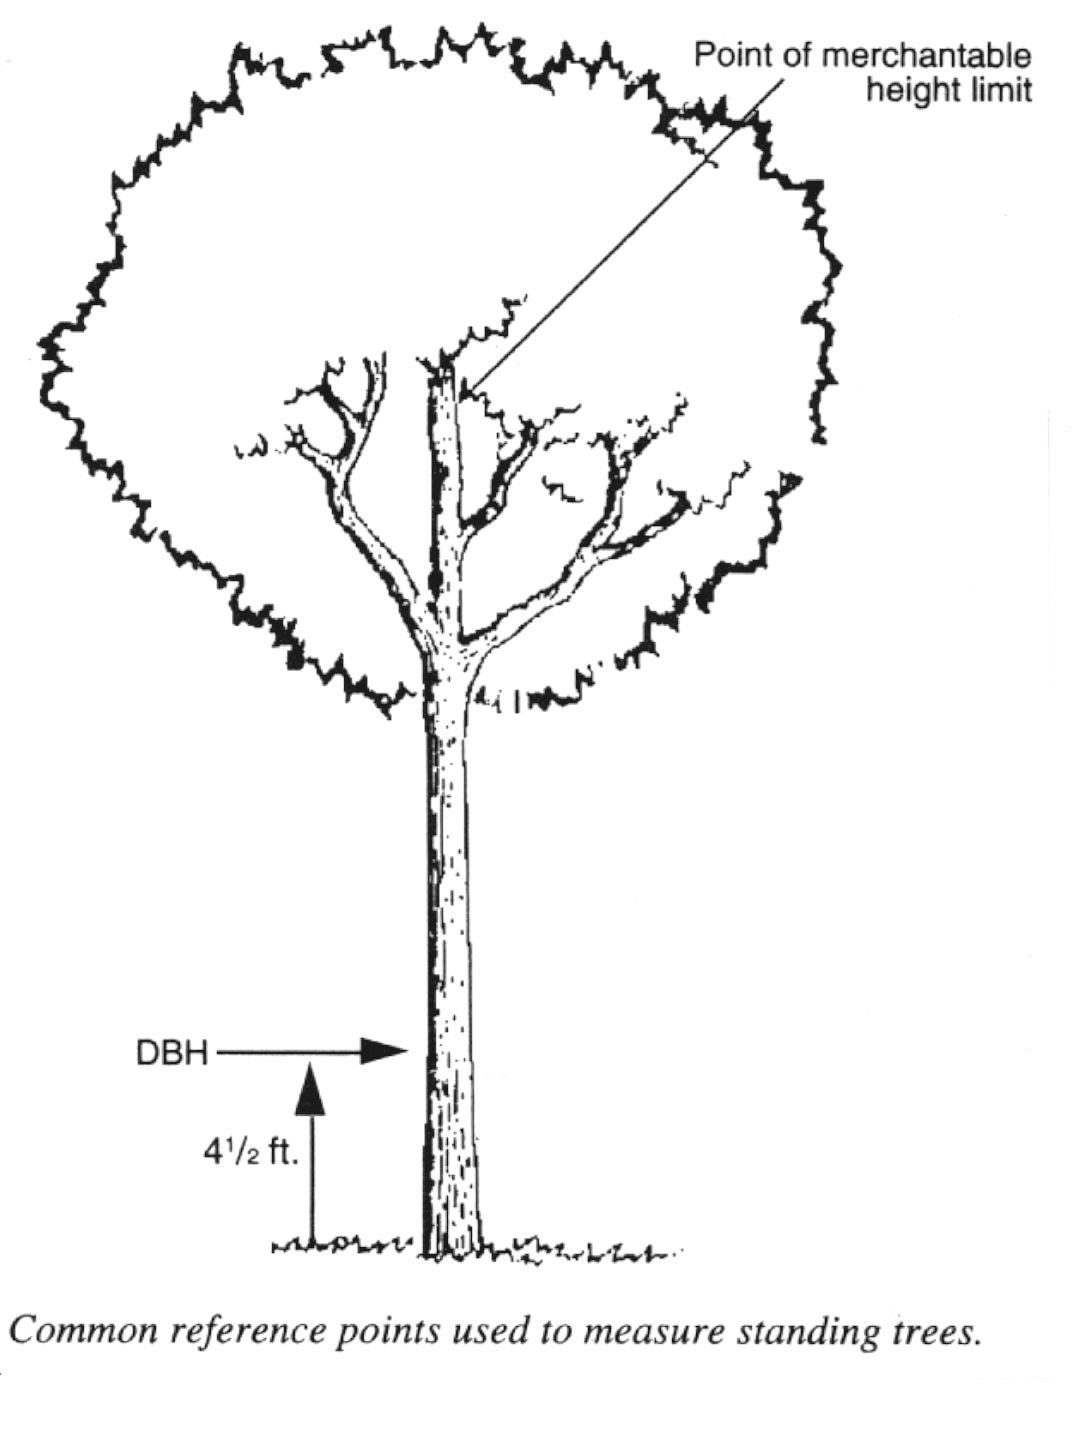 Point of merchantable
height limit
DBH
4½ ft.
Common reference points used to measure standing trees.